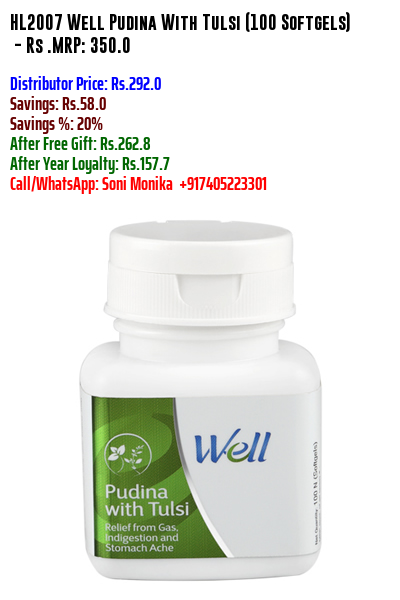 HL2007 Well Pudina With Tulsi (100 Softgels)
- Rs .MRP: 350.0
Distributor Price: Rs.292.0
Savings: Rs.58.0
Savings %: 20%
After Free Gift: Rs.262.8
After Year Loyalty: Rs.157.7
Call/WhatsApp: Soni Monika +917405223301
Well
Pudina
with Tulsi
Relief from Gas,
Indigestion and
Stomach Ache
Net Quantity: 100 N (Softgels)